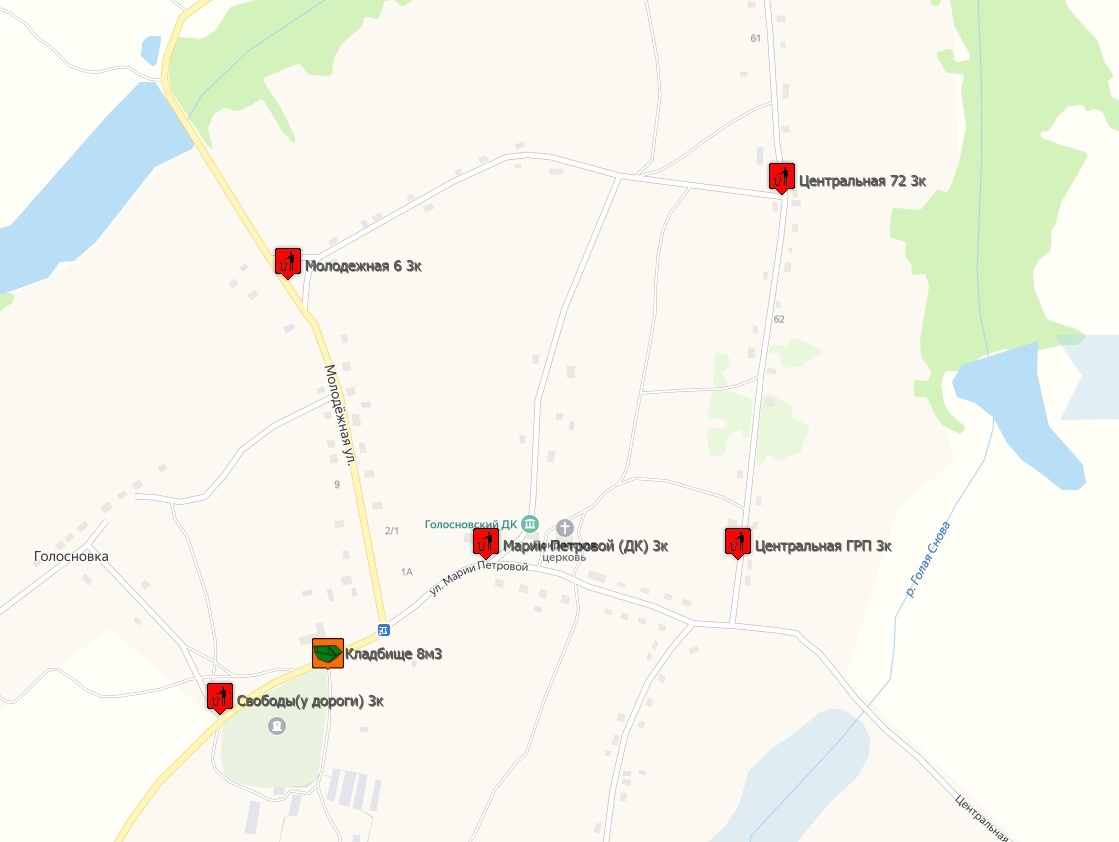 61
Центральная 72 3к
Молодежная 6 3к
62
Молодёжная ул.
9
Голосновский ДК
2/1
Марии Петровой (ДК) 3к
Центральная ГРП 3к
церковь
Голосновка
1А
ул. Марии Петровой
р. Голая Снова
Кладбище 8м3
Свободы(у дороги) 3к
Центральная